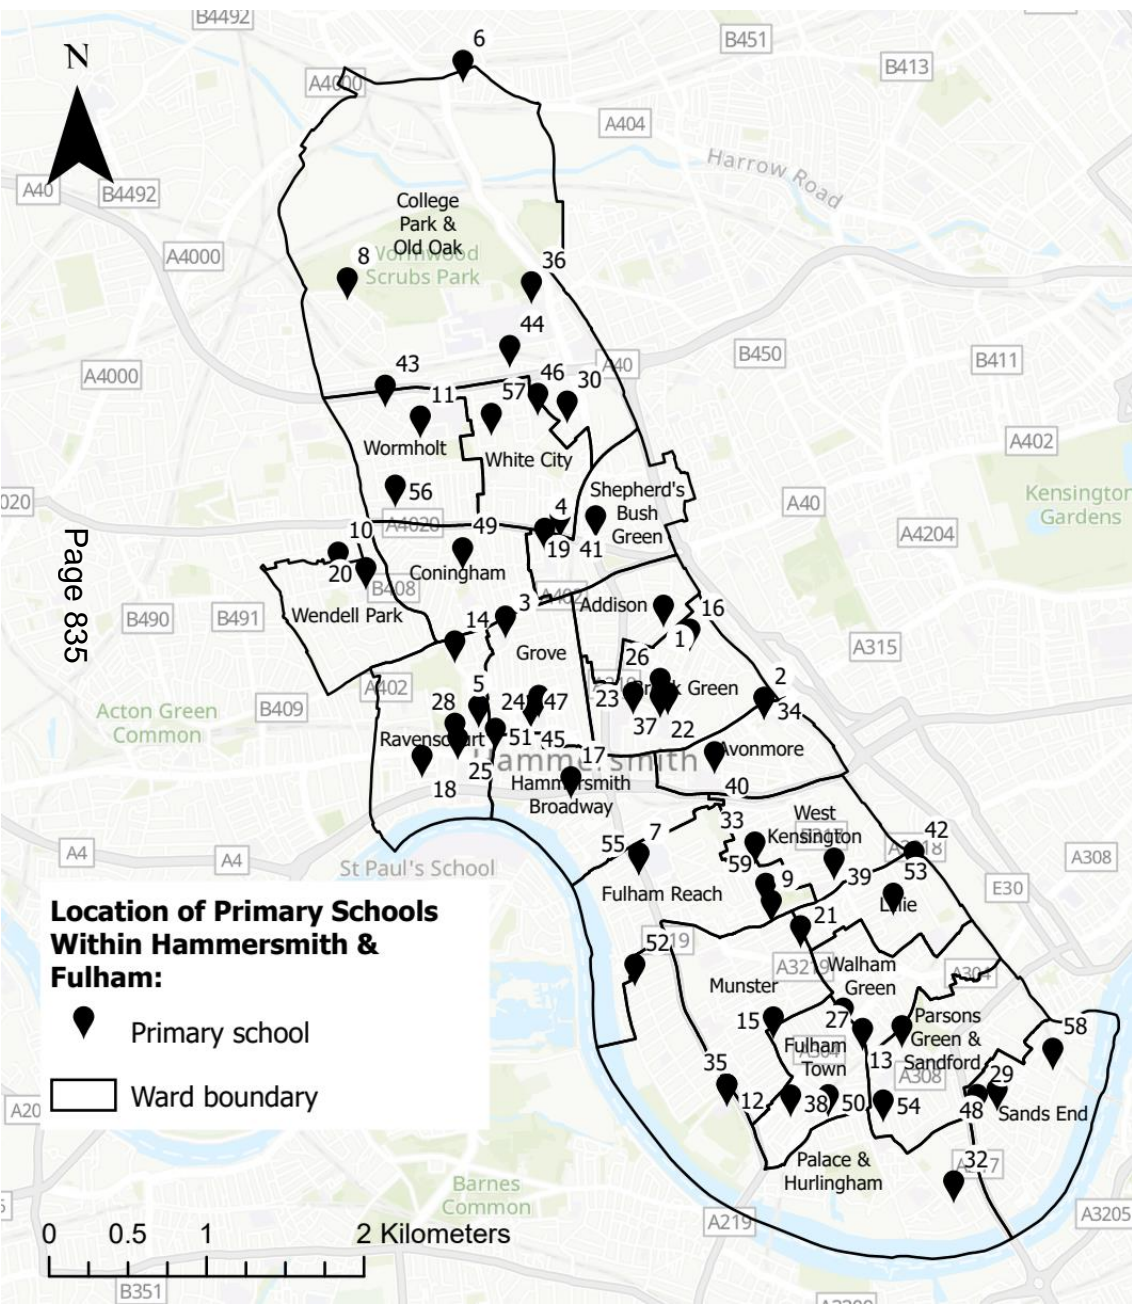 B4492
6
B451
N
B413
A4000
A404
Harrow Road
A40
B4492
College
Park &
Old Oak
A4000
Wormwood
Scrubs Park
8
36
44
A40
B450
B411
A4000
43
46
57
30
11
Wormholt
White City
A402
56
Shepherd's
Bush
Green
A40
Kensington
Gardens
4
49
A4020
020
A4204
10
19
41
20
Coningham
B408
A402
Page 835
Wendell Park
3
Addison
16
B490
B491
14
1
A315
Grove
26
A402
5
24
47
23
Brook Green
2
B409
Acton Green
Common
28
37
22
34
Ravenscourt
51
45
17
Avonmore
Hammersmith
25
18
Hammersmith
Broadway
40
West
Kensington
33
7
55
42
A4
A4
St Paul's School
59
39
53
A308
9
Fulham Reach
E30
Lillie
Location of Primary Schools
Within Hammersmith &
Fulham:
21
52
A3219
Walham
Green
A304
Munster
Primary school
15
27
Parsons
Green &
Sandford
58
Fulham
Town
A304
13
35
A308
29
Ward boundary
12
38
50
54
48
Sands End
A20
Palace &
Hurlingham
32
A217
Barnes
Common
A219
A3205
0 0.5 1 2 Kilometers
B351